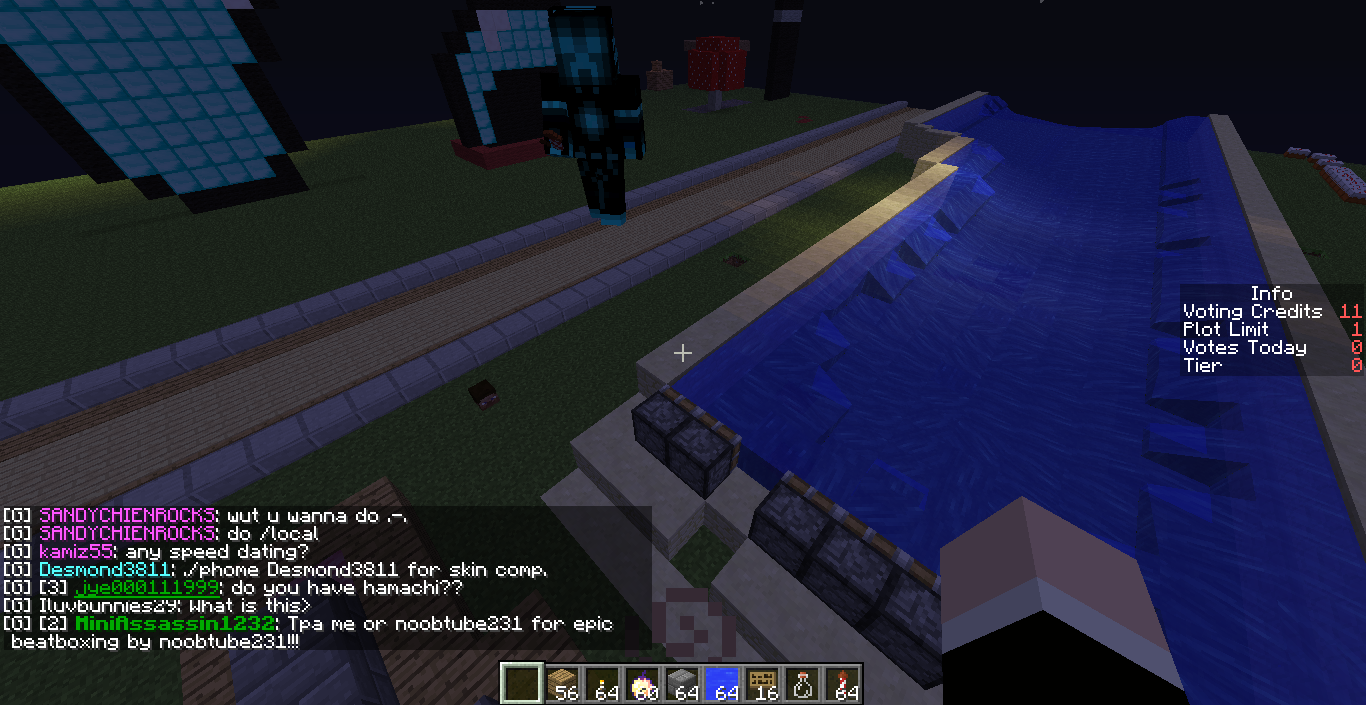 Info
Voting Credits 11
Plot Limit 1
Votes Today 0
Tier 0
[G] SANDYCHIENROCKS: wut u wanna do .-.
[G] SANDYCHIENROCKS: do /local
[G] kamiz55: any speed dating?
[G] Desmond3811: ./phome Desmond3811 for skin comp.
[G] [3] jye000111999: do you have hamachi??
[G] Iluvbunnies29: What is this>
[G] [2] MiniAssassin1232: Tpa me or noobtube231 for epic
beatboxing by noobtube231!!!
56 64 60 64 64 16 64